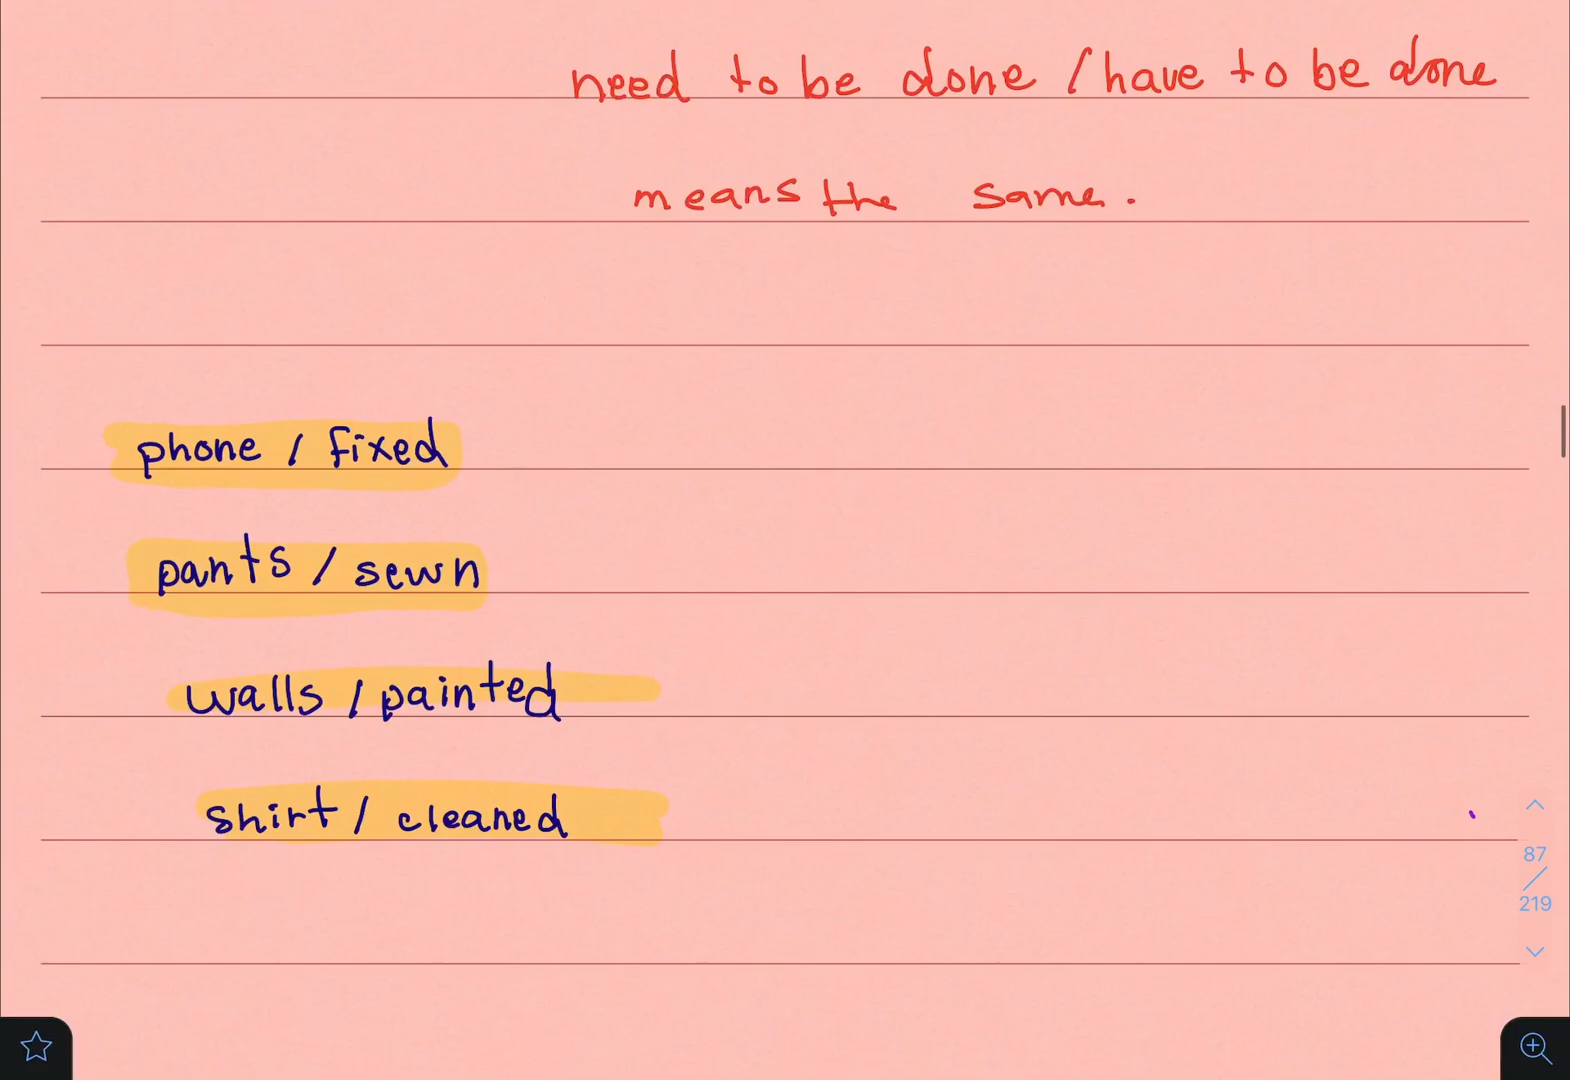 need to be done / have to be done
means the same.
phone / fixed
pants / sewn
walls / painted
shirt / cleaned
87
/
219